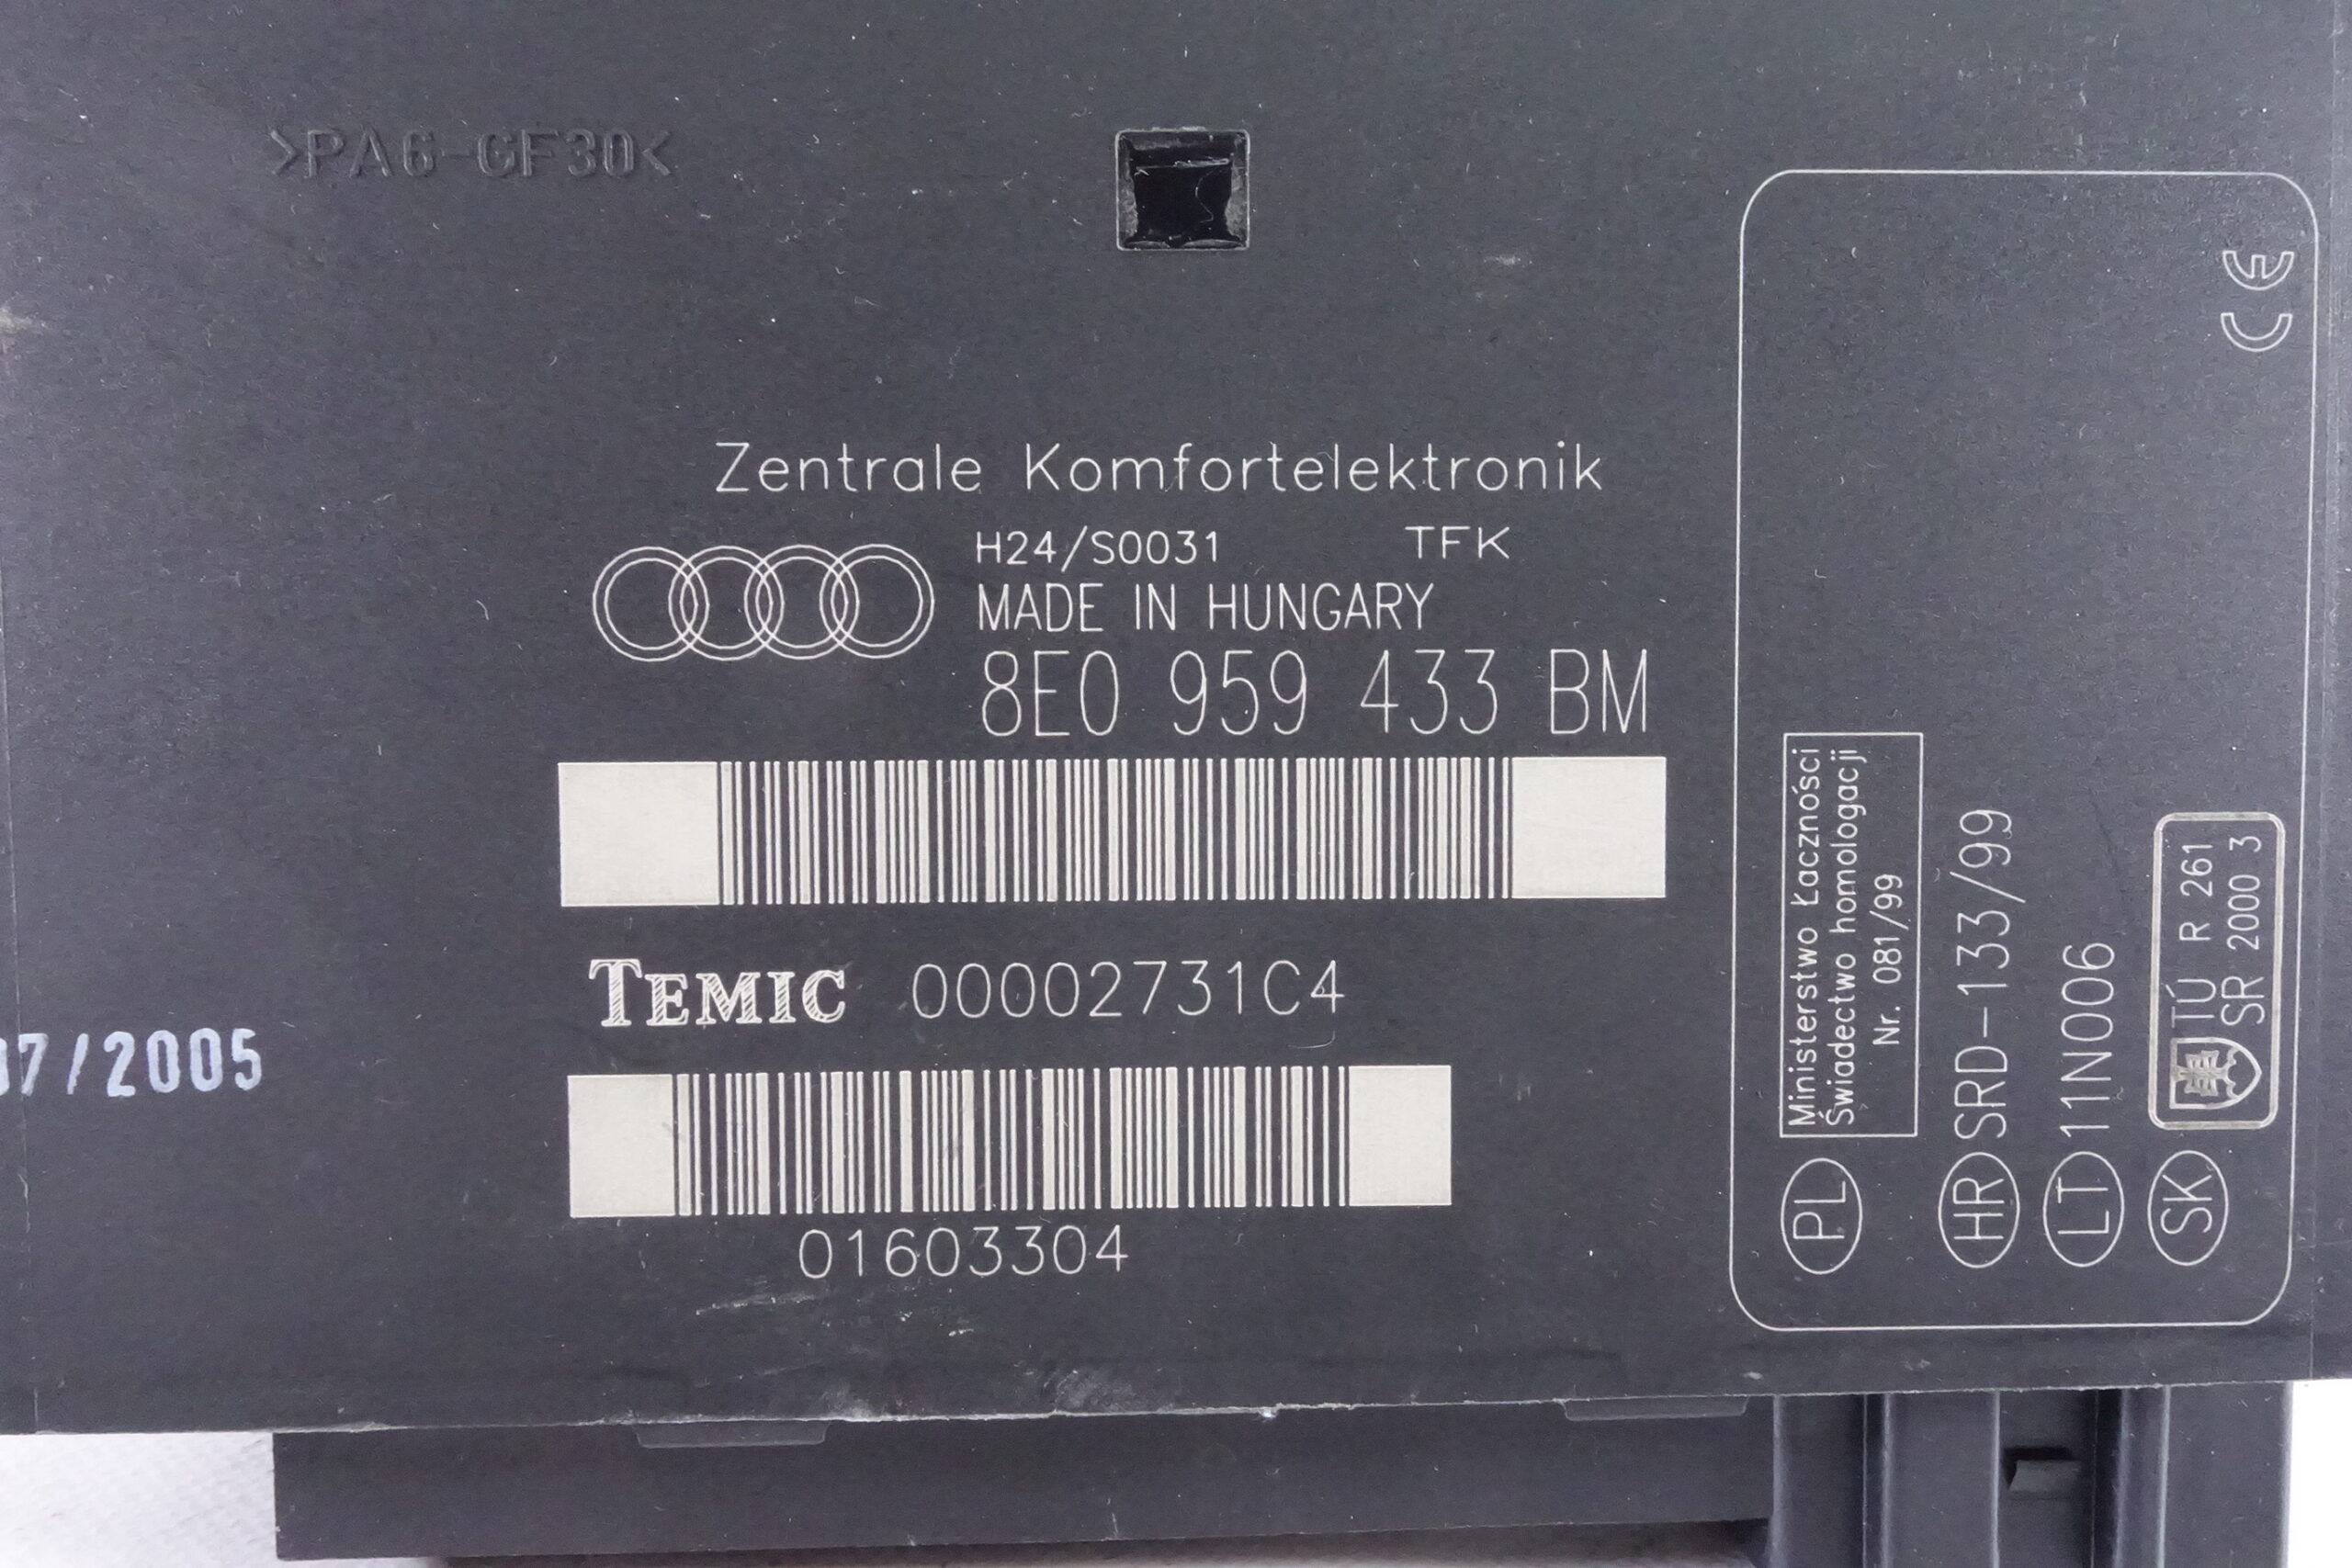 >PA6-GF30<
Zentrale Komfortelektronik
H24/S0031 TFK
MADE IN HUNGARY
8E0 959 433 BM
TEMIC 00002731C4
01603304
07/2005
CE
PL
Ministerstwo Łączności
Świadectwo homologacji
Nr. 081/99
HR SRD-133/99
LT 11N006
SK
TÚ R 261
SR 2000 3